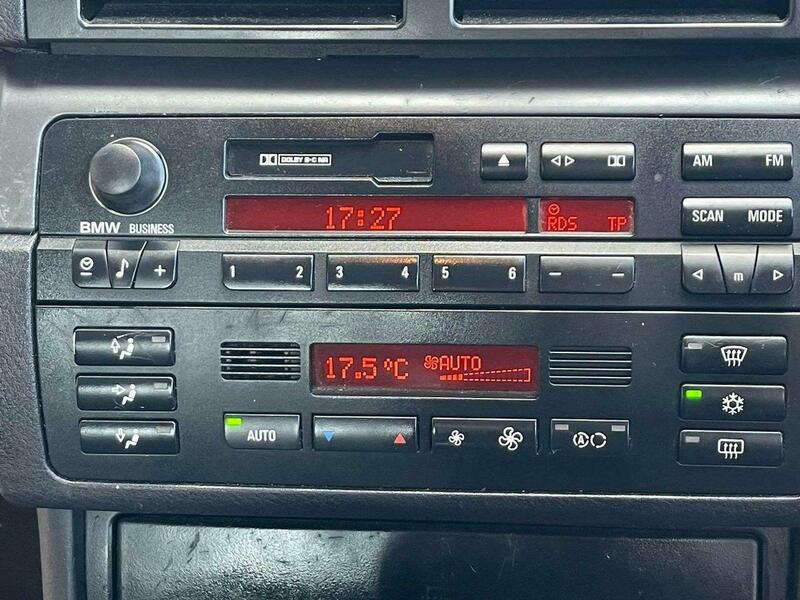 DOLBY B-C NR
AM FM
17:27
RDS TP
SCAN MODE
BMW BUSINESS
1 2
3 4
5 6
m
17.5°C AUTO
AUTO
A